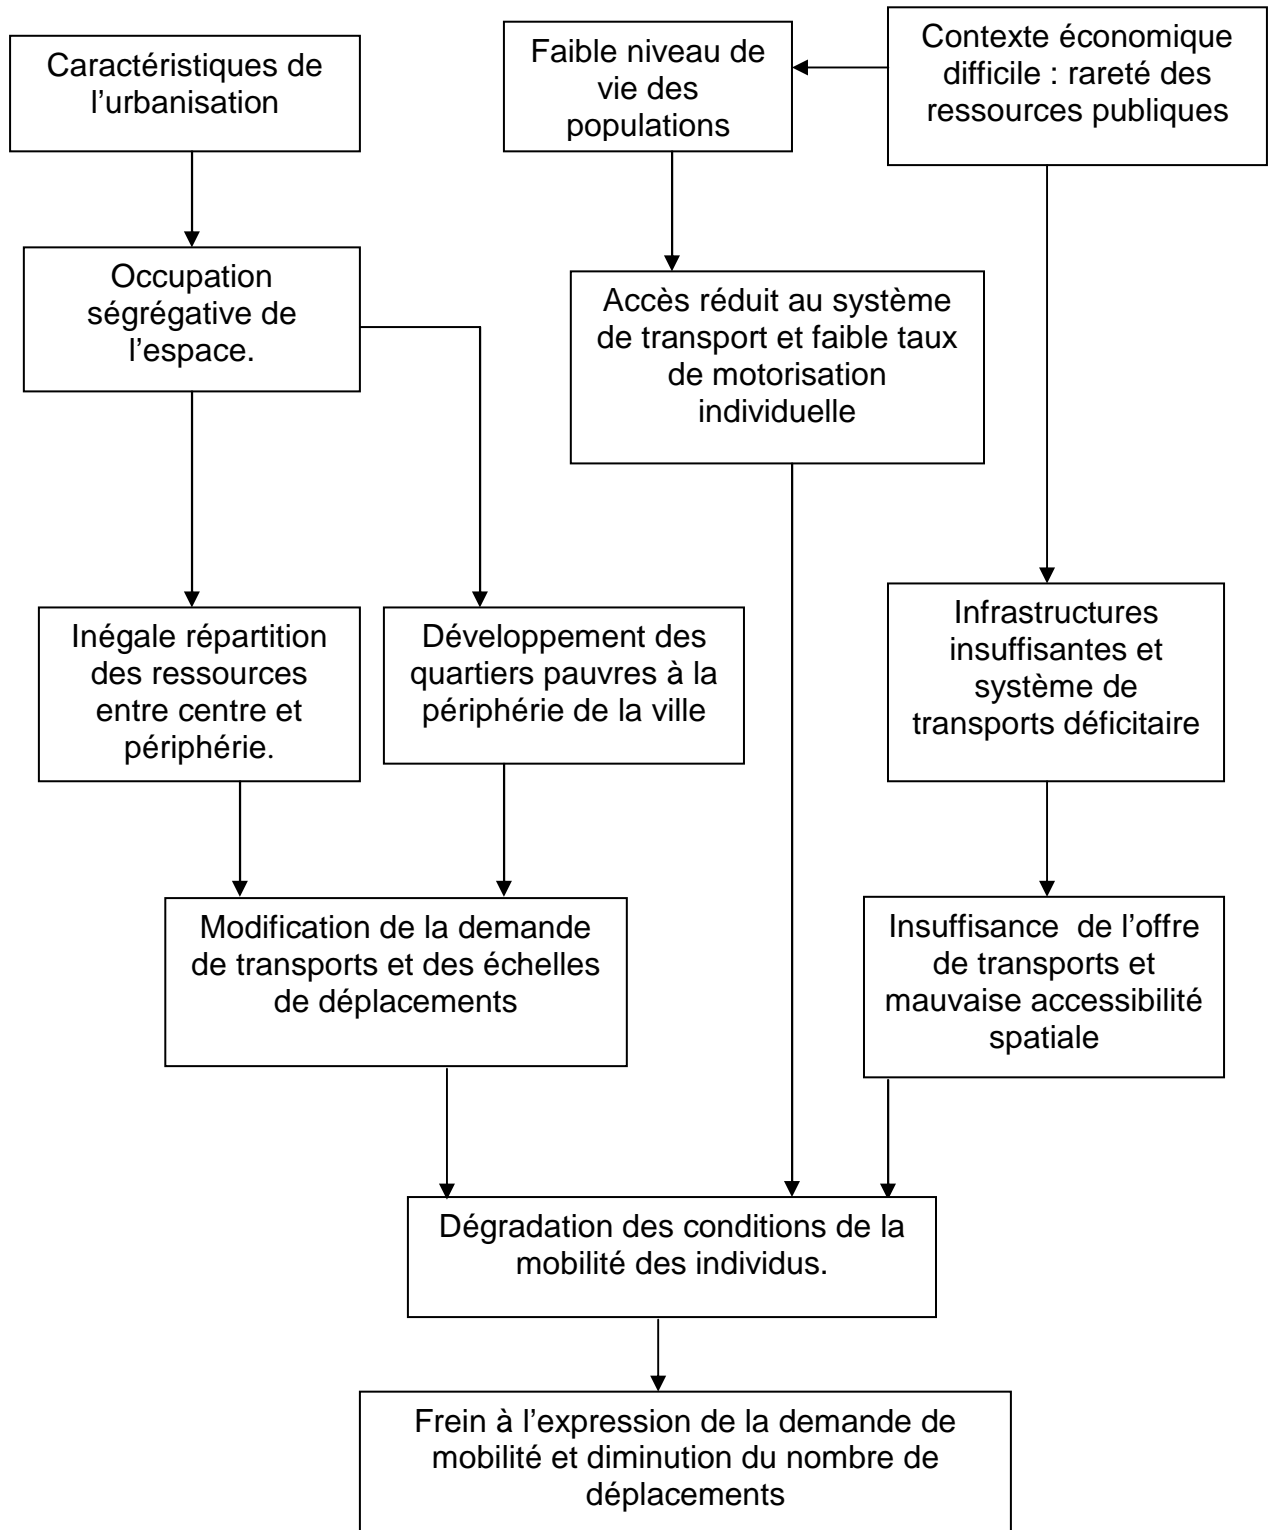 Caractéristiques de
l’urbanisation
Faible niveau de
vie des
populations
Contexte économique
difficile : rareté des
ressources publiques
Occupation
ségrégative de
l’espace.
Accès réduit au système
de transport et faible taux
de motorisation
individuelle
Inégale répartition
des ressources
entre centre et
périphérie.
Développement des
quartiers pauvres à la
périphérie de la ville
Infrastructures
insuffisantes et
système de
transports déficitaire
Modification de la demande
de transports et des échelles
de déplacements
Insuffisance  de l’offre
de transports et
mauvaise accessibilité
spatiale
Dégradation des conditions de la
mobilité des individus.
Frein à l’expression de la demande de
mobilité et diminution du nombre de
déplacements